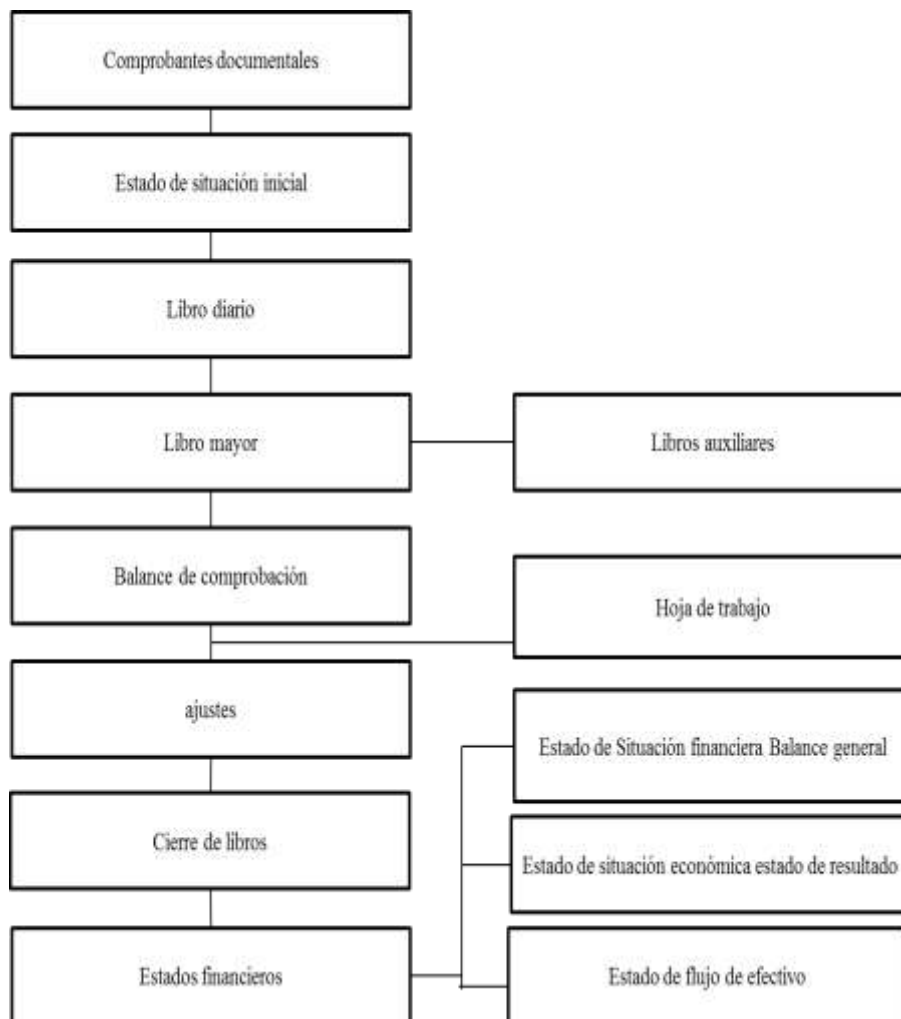 Comprobantes documentales
Estado de situación inicial
Libro diario
Libro mayor
Libros auxiliares
Balance de comprobación
Hoja de trabajo
ajustes
Estado de Situación financiera Balance general
Cierre de libros
Estado de situación económica estado de resultado
Estados financieros
Estado de flujo de efectivo